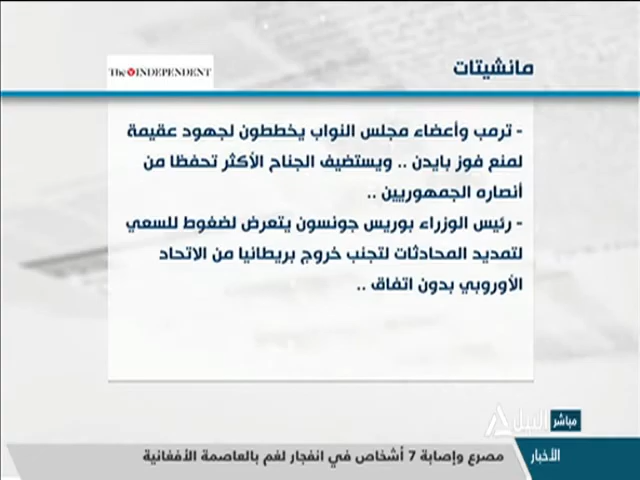 مانشيتات
The INDEPENDENT
- ترمب وأعضاء مجلس النواب يخططون لجهود عقيمة
لمنع فوز بايدن .. ويستضيف الجناح الأكثر تحفظا من
أنصاره الجمهوريين ..
- رئيس الوزراء بوريس جونسون يتعرض لضغوط للسعي
لتمديد المحادثات لتجنب خروج بريطانيا من الاتحاد
الأوروبي بدون اتفاق ..
مباشر النيل
الأخبار
مصرع وإصابة 7 أشخاص في انفجار لغم بالعاصمة الأفغانية